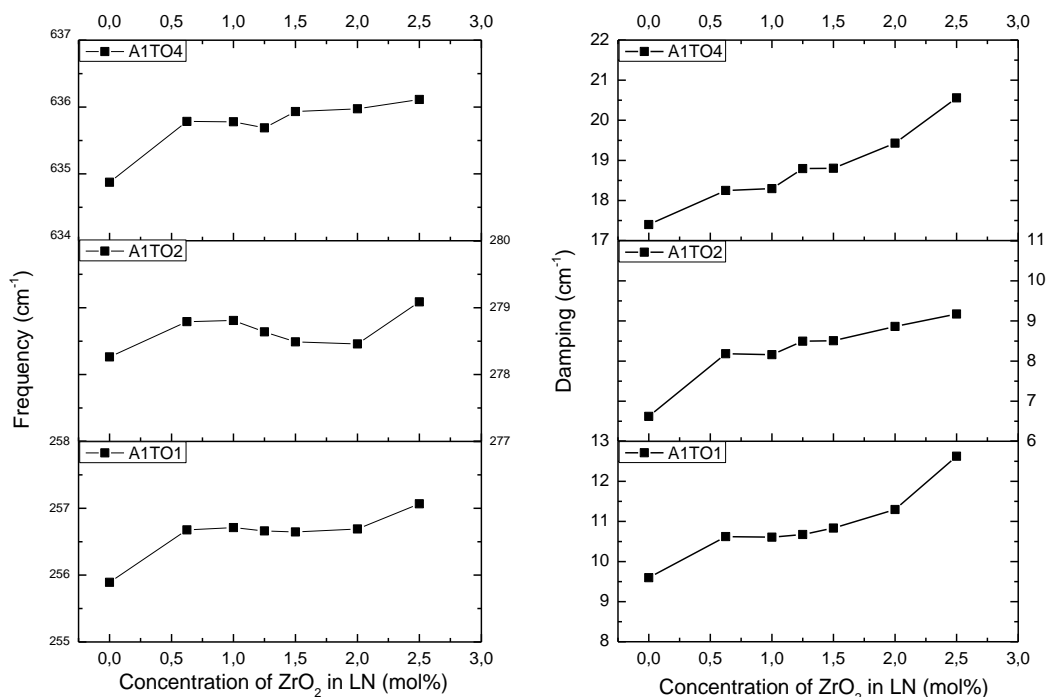 0,0 0,5 1,0 1,5 2,0 2,5 3,0
637
636
635
634
A1TO4
280
279
278
277
A1TO2
258
257
256
255
A1TO1
Frequency (cm⁻¹)
0,0 0,5 1,0 1,5 2,0 2,5 3,0
Concentration of ZrO₂ in LN (mol%)
0,0 0,5 1,0 1,5 2,0 2,5 3,0
22
21
20
19
18
17
A1TO4
11
10
9
8
7
6
A1TO2
13
12
11
10
9
8
A1TO1
Damping (cm⁻¹)
0,0 0,5 1,0 1,5 2,0 2,5 3,0
Concentration of ZrO₂ in LN (mol%)